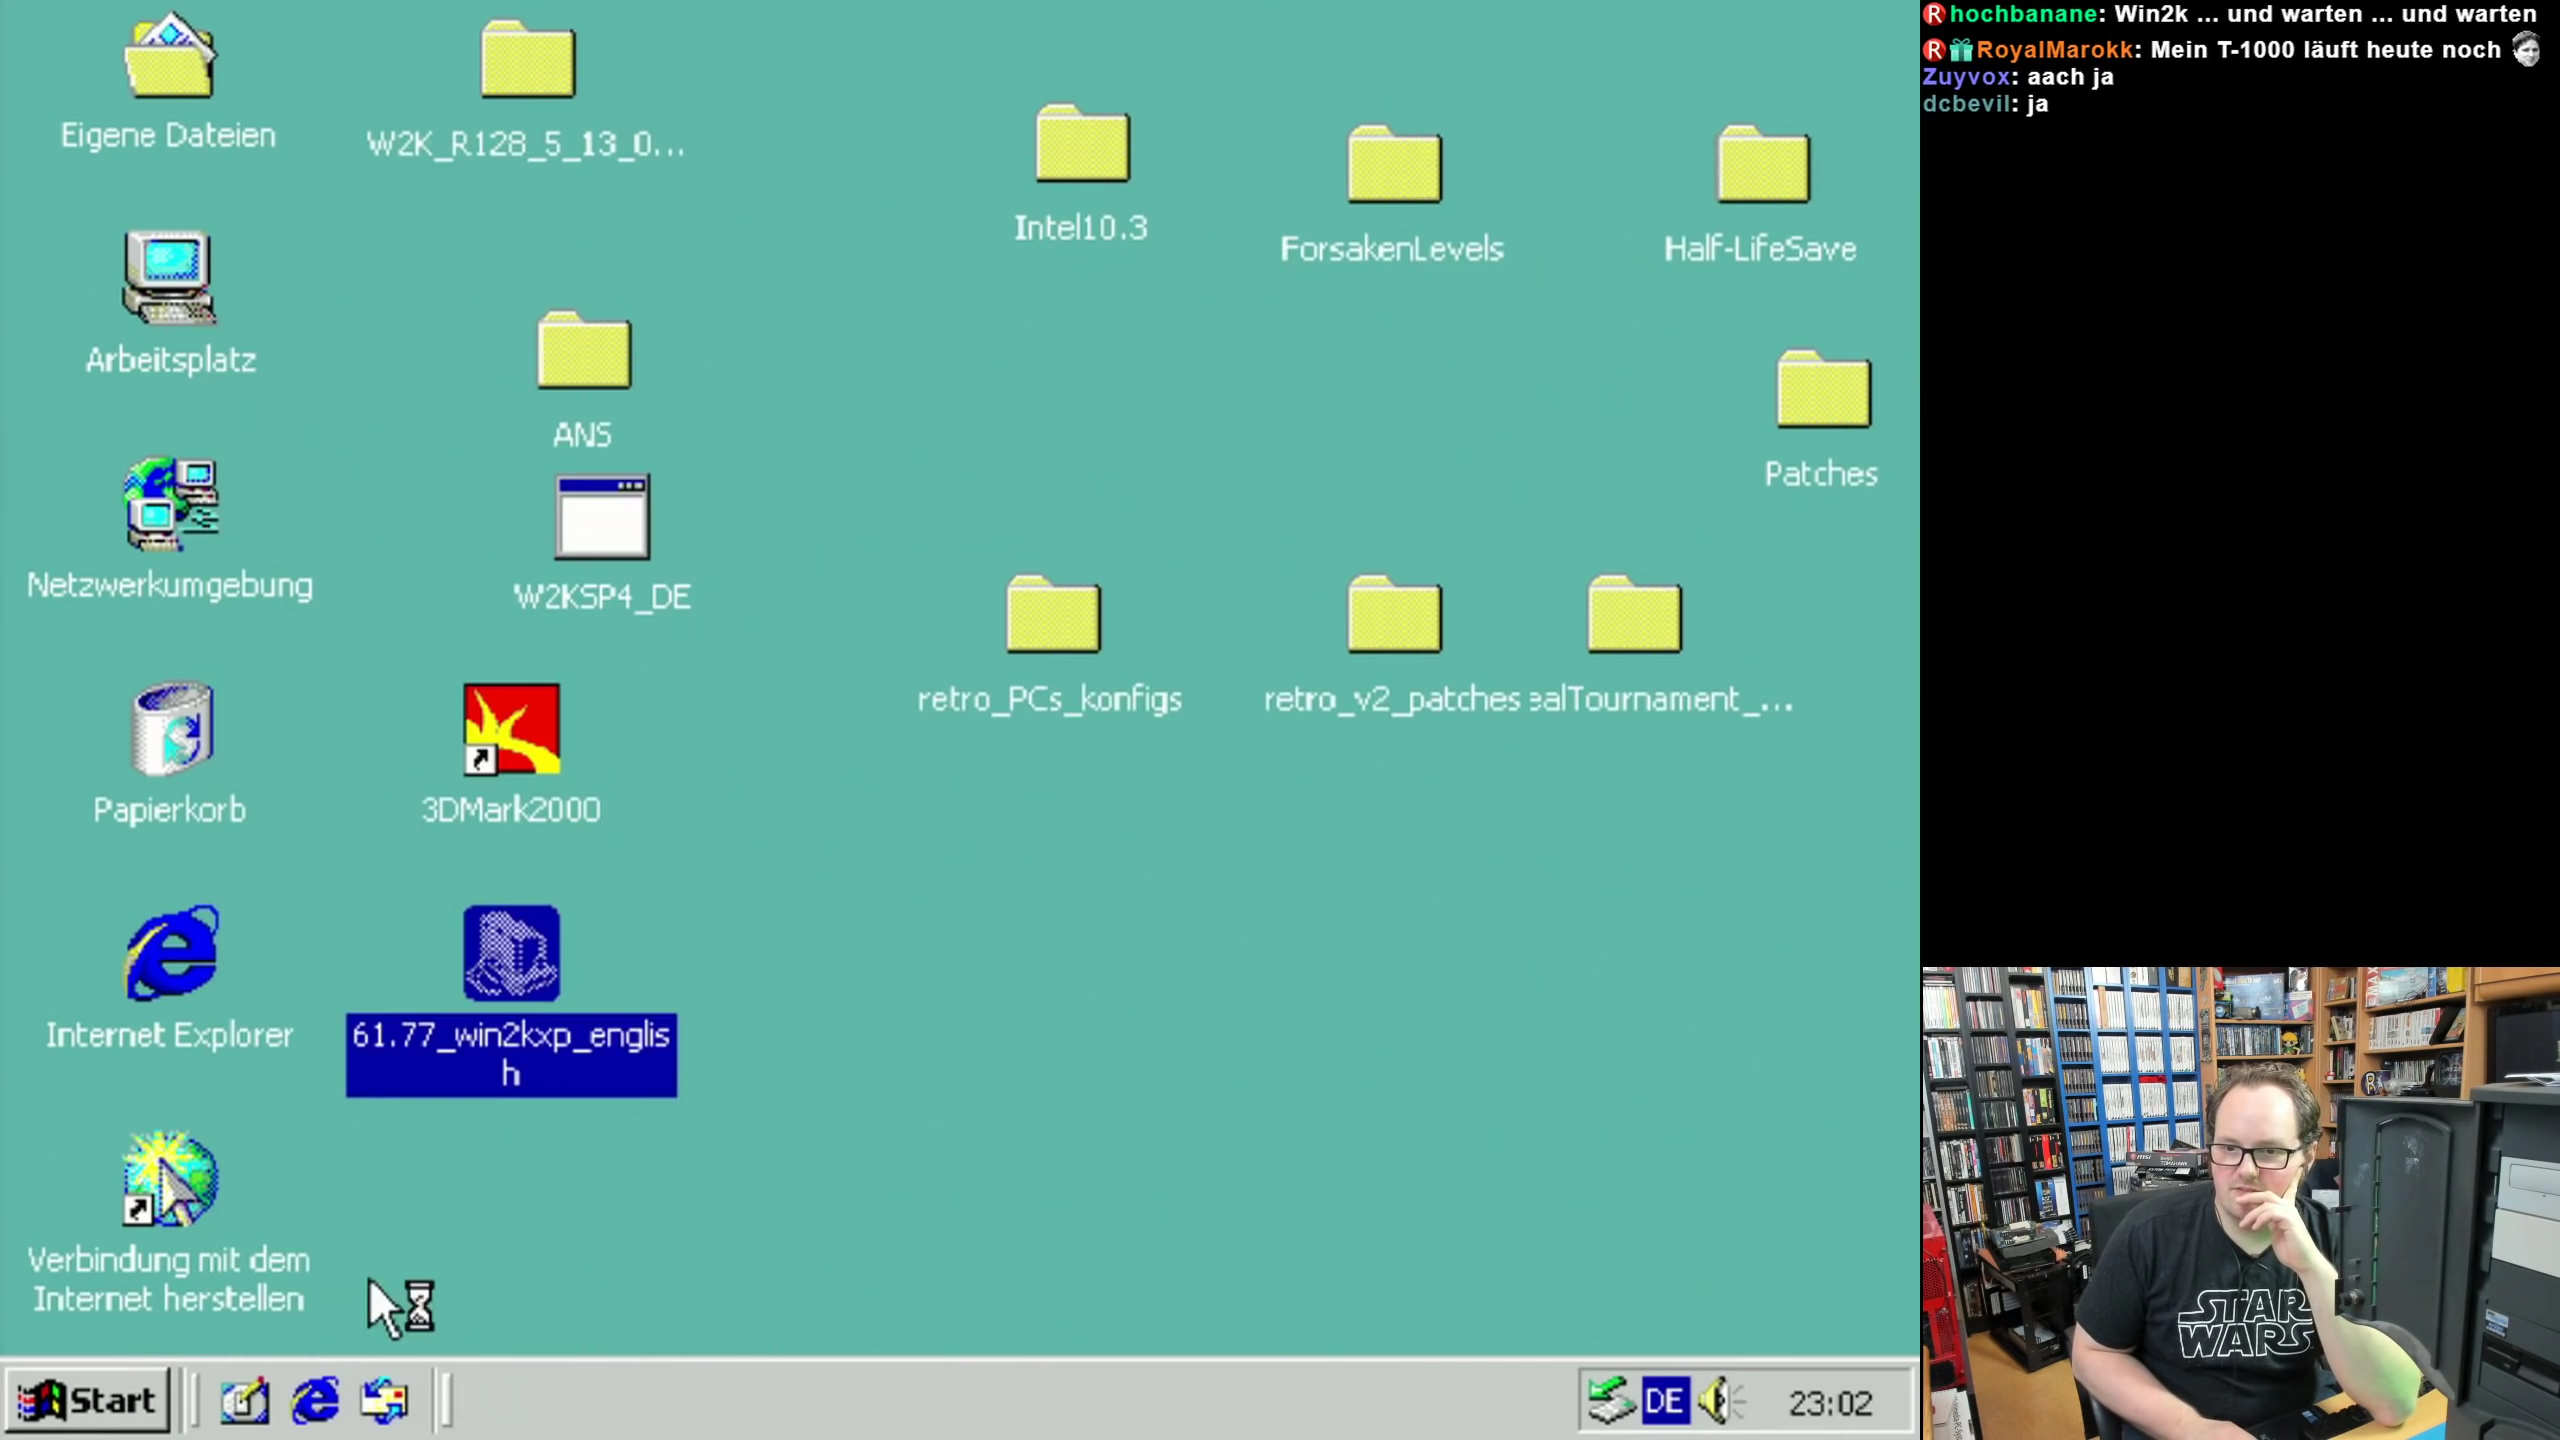 Eigene Dateien
W2K_R128_5_13_0...
Intel10.3
ForsakenLevels
Half-LifeSave
Arbeitsplatz
ANS
Patches
Netzwerkumgebung
W2KSP4_DE
retro_PCs_konfigs
retro_v2_patches
ealTournament_...
Papierkorb
3DMark2000
Internet Explorer
61.77_win2kxp_englis
h
Verbindung mit dem
Internet herstellen
Start
DE
23:02
hochbanane: Win2k ... und warten ... und warten
RoyalMarokk: Mein T-1000 läuft heute noch
Zuyvox: aach ja
dcbevil: ja
STAR
WARS